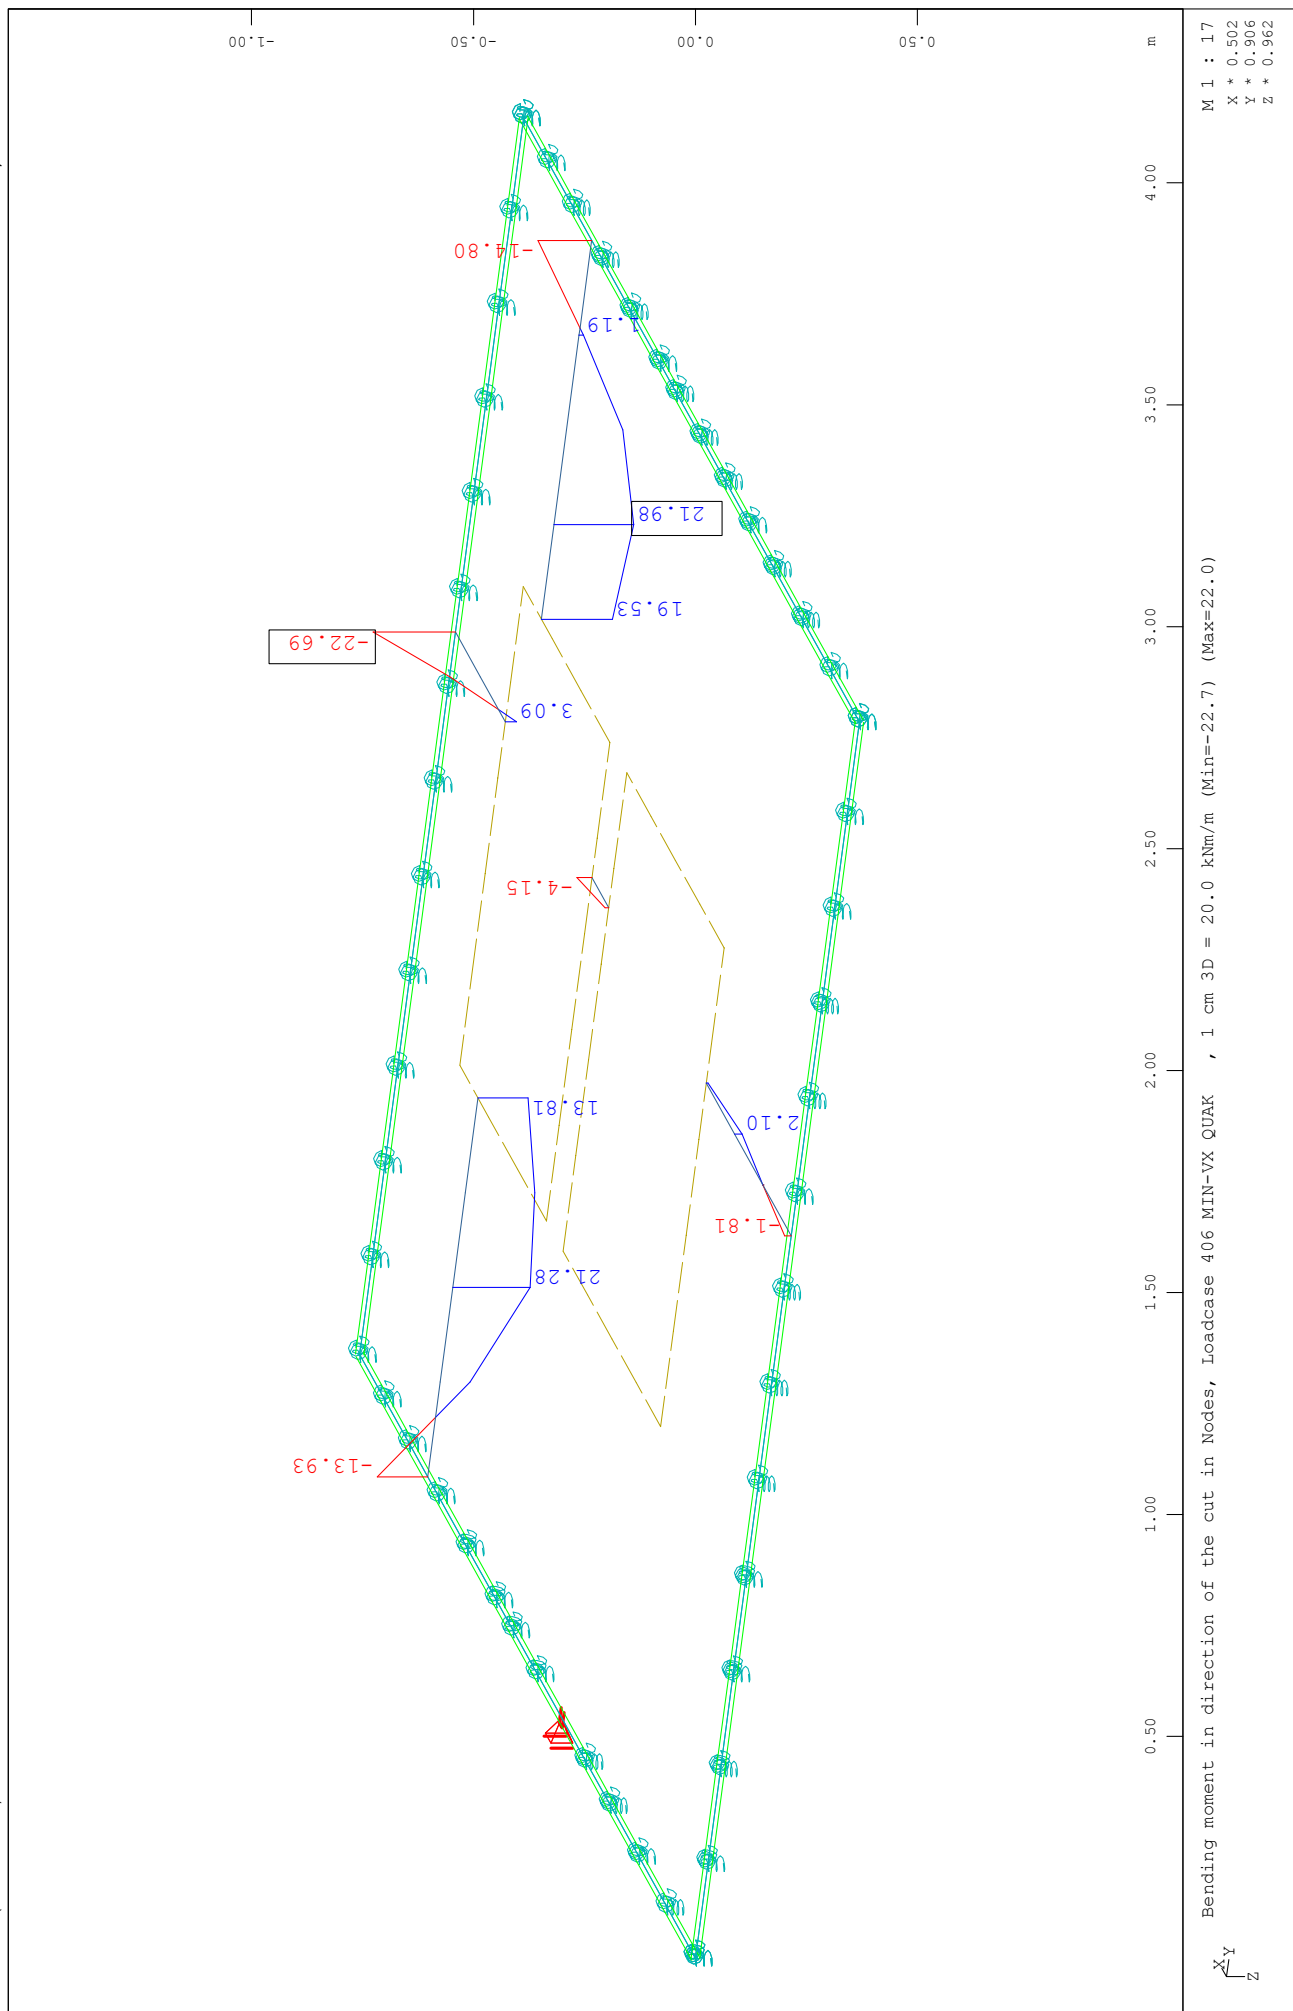 -14.80
1.19
21.98
19.53
-22.69
3.09
-4.15
13.81
21.28
-13.93
2.10
-1.81
-1.00
-0.50
0.00
0.50
m
0.50
1.00
1.50
2.00
2.50
3.00
3.50
4.00
Bending moment in direction of the cut in Nodes, Loadcase 406 MIN-VX QUAK , 1 cm 3D = 20.0 kNm/m (Min=-22.7) (Max=22.0)
M 1 : 17
X * 0.502
Y * 0.906
Z * 0.962
X
Y
Z